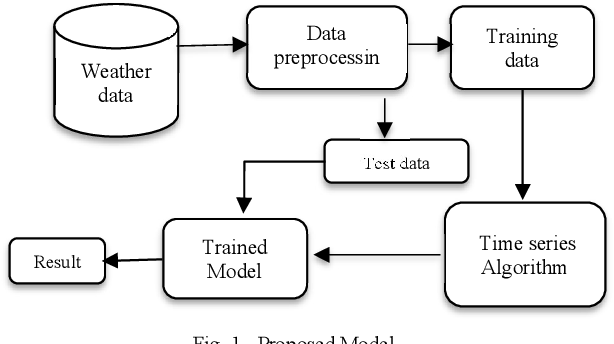 Weather
data
Data
preprocessin
Training
data
Test data
Trained
Model
Time series
Algorithm
Result
Fig. 1 Proposed Model